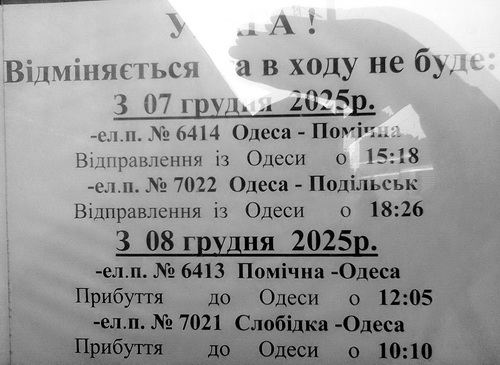 У А !
Відміняється а в ходу не буде:
З 07 грудня 2025р.
-ел.п. № 6414 Одеса - Помічна
Відправлення із Одеси о 15:18
-ел.п. № 7022 Одеса - Подільськ
Відправлення із Одеси о 18:26
З 08 грудня 2025р.
-ел.п. № 6413 Помічна -Одеса
Прибуття до Одеси о 12:05
-ел.п. № 7021 Слобідка -Одеса
Прибуття до Одеси о 10:10